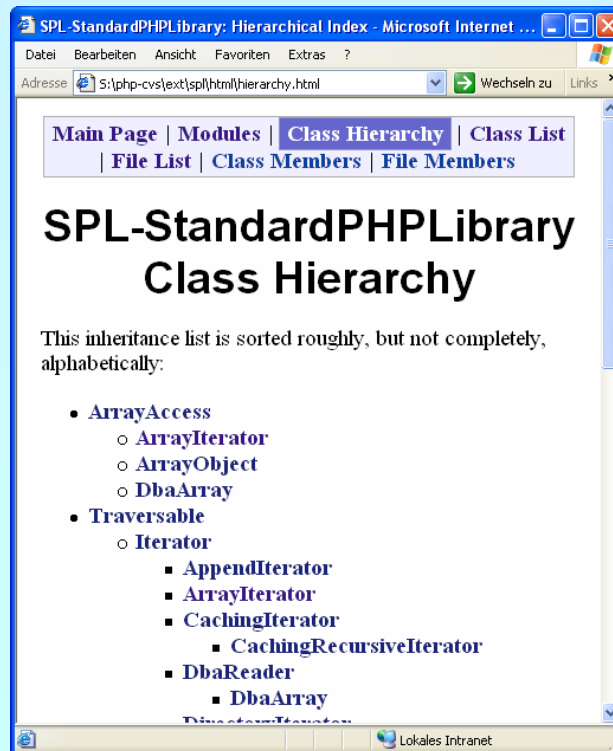 SPL-StandardPHPLibrary: Hierarchical Index - Microsoft Internet ...
Datei Bearbeiten Ansicht Favoriten Extras ?
Adresse S:\php-cvs\ext\spl\html\hierarchy.html Wechseln zu Links »
Main Page | Modules | Class Hierarchy | Class List
| File List | Class Members | File Members
SPL-StandardPHPLibrary
Class Hierarchy
This inheritance list is sorted roughly, but not completely,
alphabetically:
ArrayAccess
ArrayIterator
ArrayObject
DbaArray
Traversable
Iterator
AppendIterator
ArrayIterator
CachingIterator
CachingRecursiveIterator
DbaReader
DbaArray
DirectoryIterator
Lokales Intranet